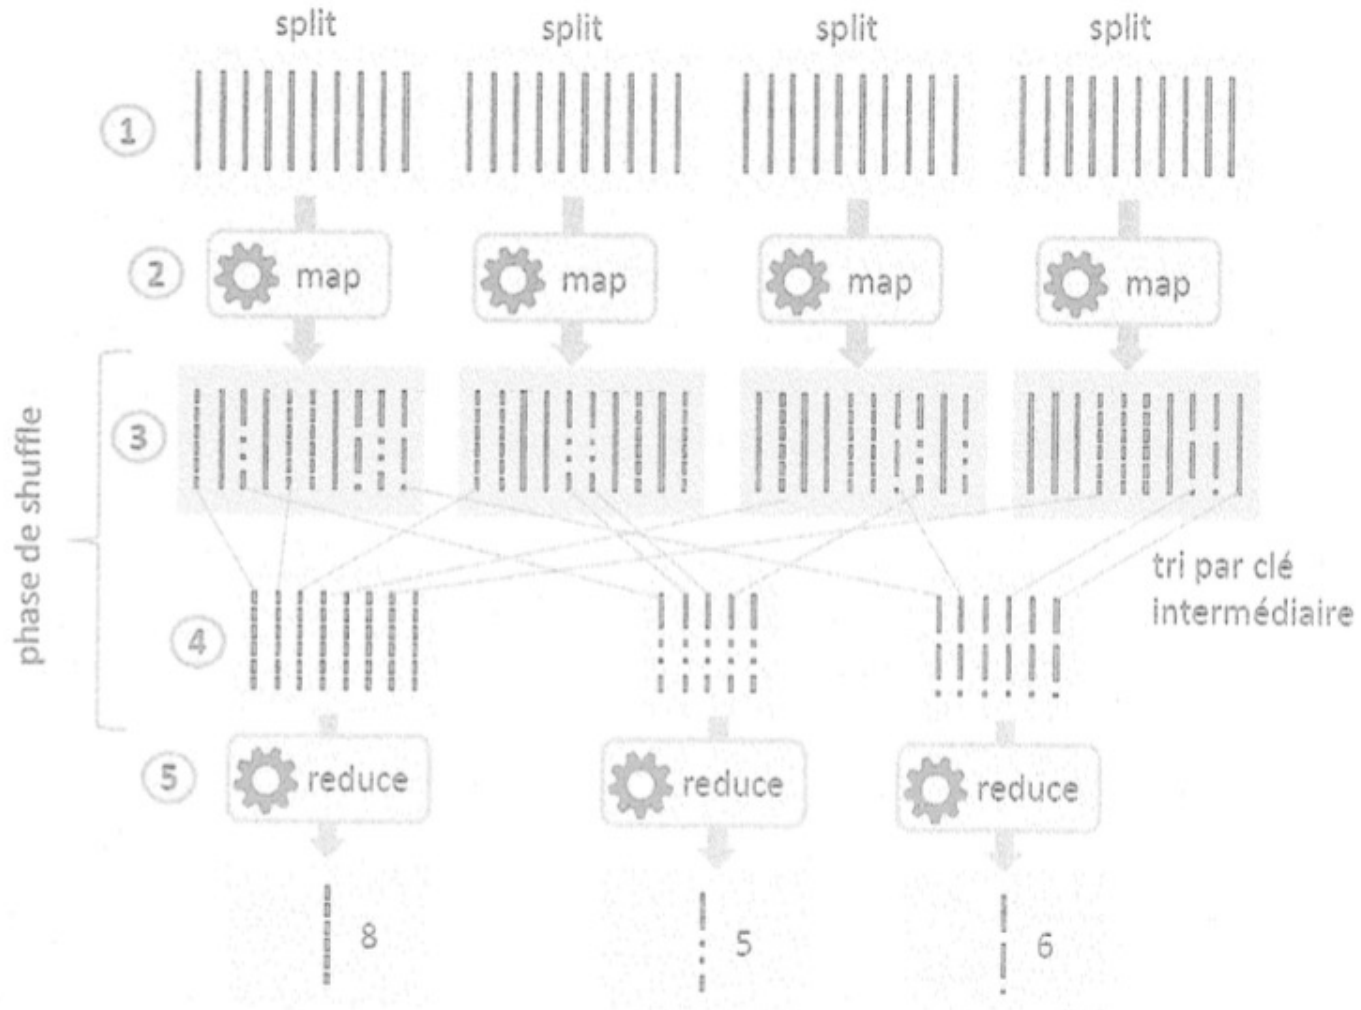 split
split
split
split
1
2
map
map
map
map
phase de shuffle
3
tri par clé
intermédiaire
4
5
reduce
reduce
reduce
8
5
6